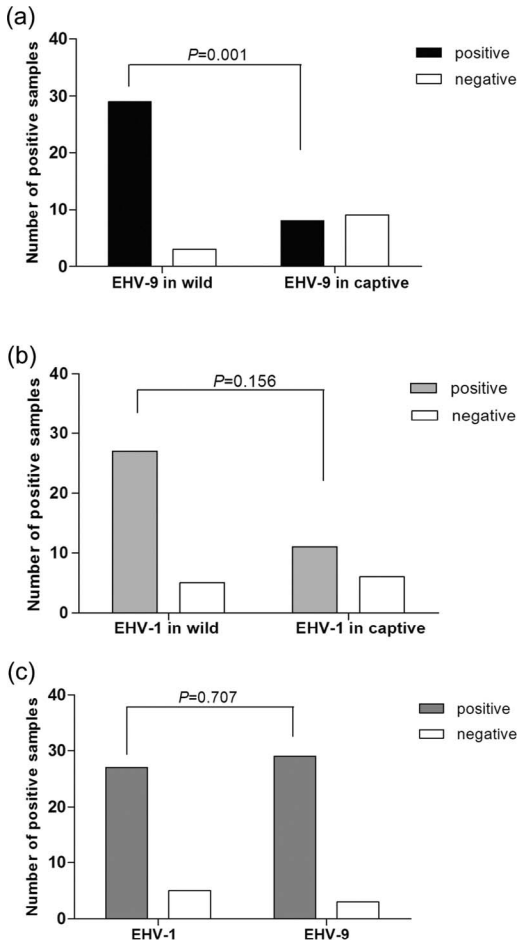 (a)
P=0.001
positive
negative
Number of positive samples
40
30
20
10
0
EHV-9 in wild
EHV-9 in captive
(b)
P=0.156
positive
negative
Number of positive samples
40
30
20
10
0
EHV-1 in wild
EHV-1 in captive
(c)
P=0.707
positive
negative
Number of positive samples
40
30
20
10
0
EHV-1
EHV-9